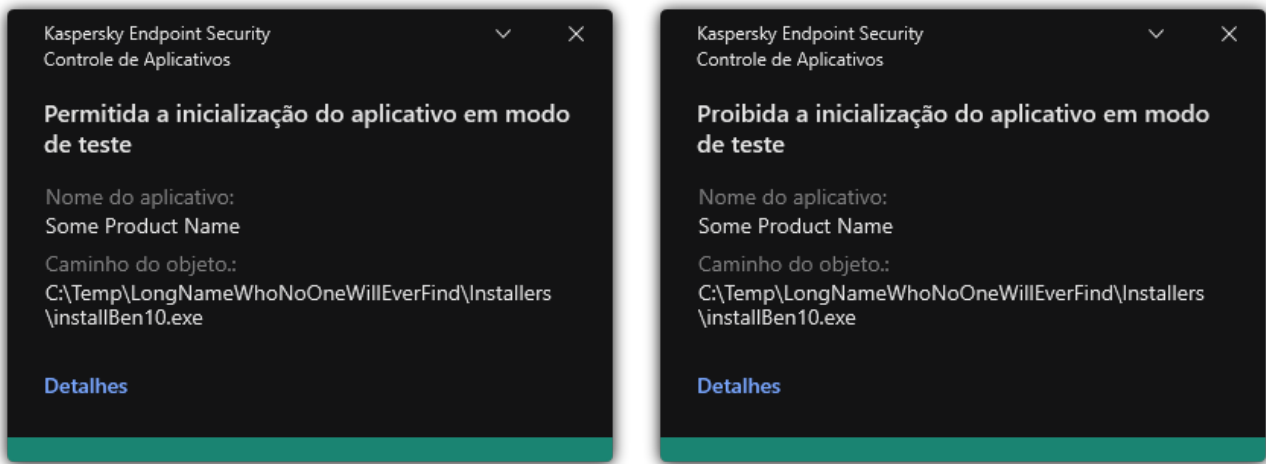 Kaspersky Endpoint Security
Controle de Aplicativos
Permitida a inicialização do aplicativo em modo
de teste
Nome do aplicativo:
Some Product Name
Caminho do objeto.:
C:\Temp\LongNameWhoNoOneWillEverFind\Installers
\installBen10.exe
Detalhes
Kaspersky Endpoint Security
Controle de Aplicativos
Proibida a inicialização do aplicativo em modo
de teste
Nome do aplicativo:
Some Product Name
Caminho do objeto.:
C:\Temp\LongNameWhoNoOneWillEverFind\Installers
\installBen10.exe
Detalhes